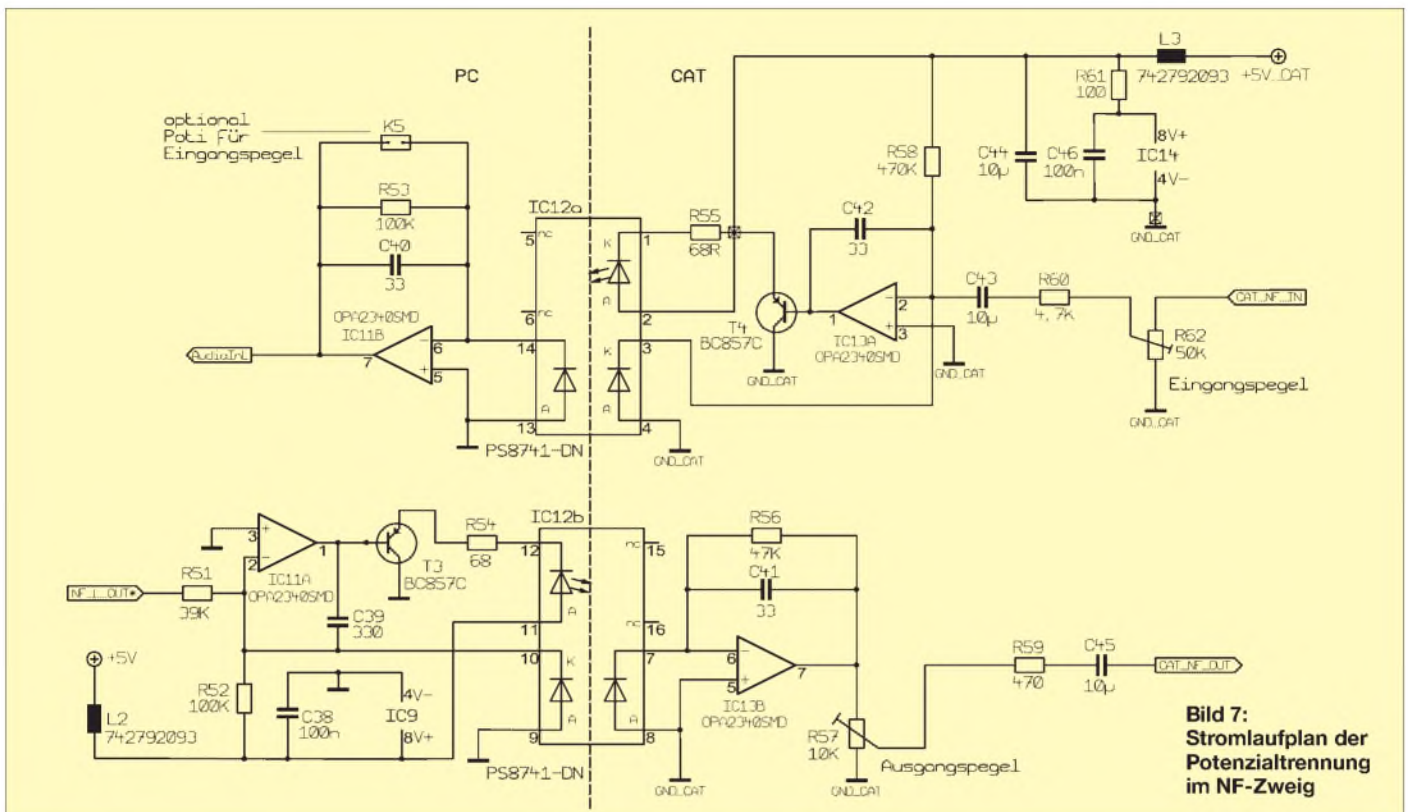 PC
CAT
L3
742792093
+5V_CAT
R61
100
optional
Poti für
Eingangspegel
K5
8V+
IC14
4V-
C44
10µ
C46
100n
R58
470K
R53
100K
IC12a
nc
5
C42
33
R55
68R
K
1
GND_CAT
C40
33
A
2
C43
10µ
R60
4,7K
CAT_NF_IN
OPA2340SMD
IC11B
nc
6
T4
BC857C
1
2
3
IC13A
OPA2340SMD
R62
50K
AudioInL
7
6
5
14
3
K
GND_CAT
GND_CAT
Eingangspegel
A
13
A
4
GND_CAT
PS8741-DN
GND_CAT
IC12b
R56
47K
3
2
1
R54
68
12
K
nc
15
T3
BC857C
C41
33
R51
39K
IC11A
OPA2340SMD
NF_L_OUT*
A
C39
330
11
nc
16
R59
470
C45
10µ
CAT_NF_OUT
+5V
10
K
7
6
5
7
R52
100K
4V-
IC9
8V+
A
A
IC13B
OPA2340SMD
L2
742792093
C38
100n
9
8
R57
10K
Ausgangspegel
PS8741-DN
GND_CAT
GND_CAT
Bild 7:
Stromlaufplan der
Potenzialtrennung
im NF-Zweig